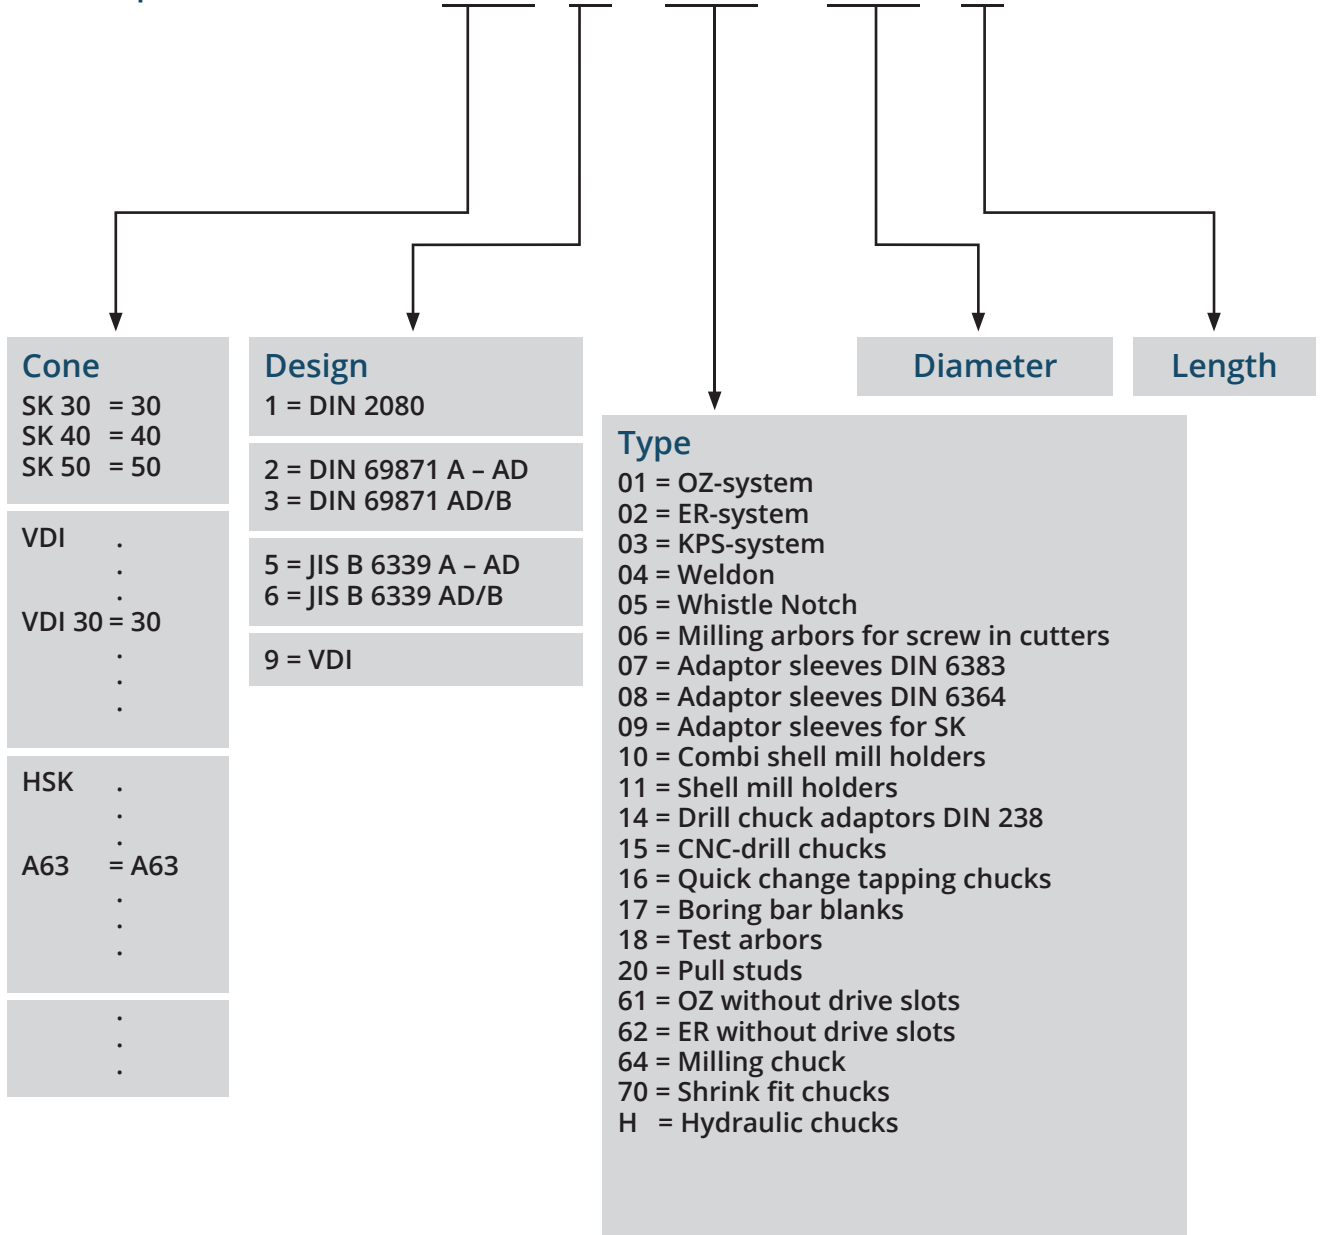 Cone
SK 30 = 30
SK 40 = 40
SK 50 = 50
VDI .
.
.
VDI 30 = 30
.
.
.
HSK .
.
.
A63 = A63
.
.
.
.
.
.
Design
1 = DIN 2080
2 = DIN 69871 A – AD
3 = DIN 69871 AD/B
5 = JIS B 6339 A – AD
6 = JIS B 6339 AD/B
9 = VDI
Type
01 = OZ-system
02 = ER-system
03 = KPS-system
04 = Weldon
05 = Whistle Notch
06 = Milling arbors for screw in cutters
07 = Adaptor sleeves DIN 6383
08 = Adaptor sleeves DIN 6364
09 = Adaptor sleeves for SK
10 = Combi shell mill holders
11 = Shell mill holders
14 = Drill chuck adaptors DIN 238
15 = CNC-drill chucks
16 = Quick change tapping chucks
17 = Boring bar blanks
18 = Test arbors
20 = Pull studs
61 = OZ without drive slots
62 = ER without drive slots
64 = Milling chuck
70 = Shrink fit chucks
H = Hydraulic chucks
Diameter
Length